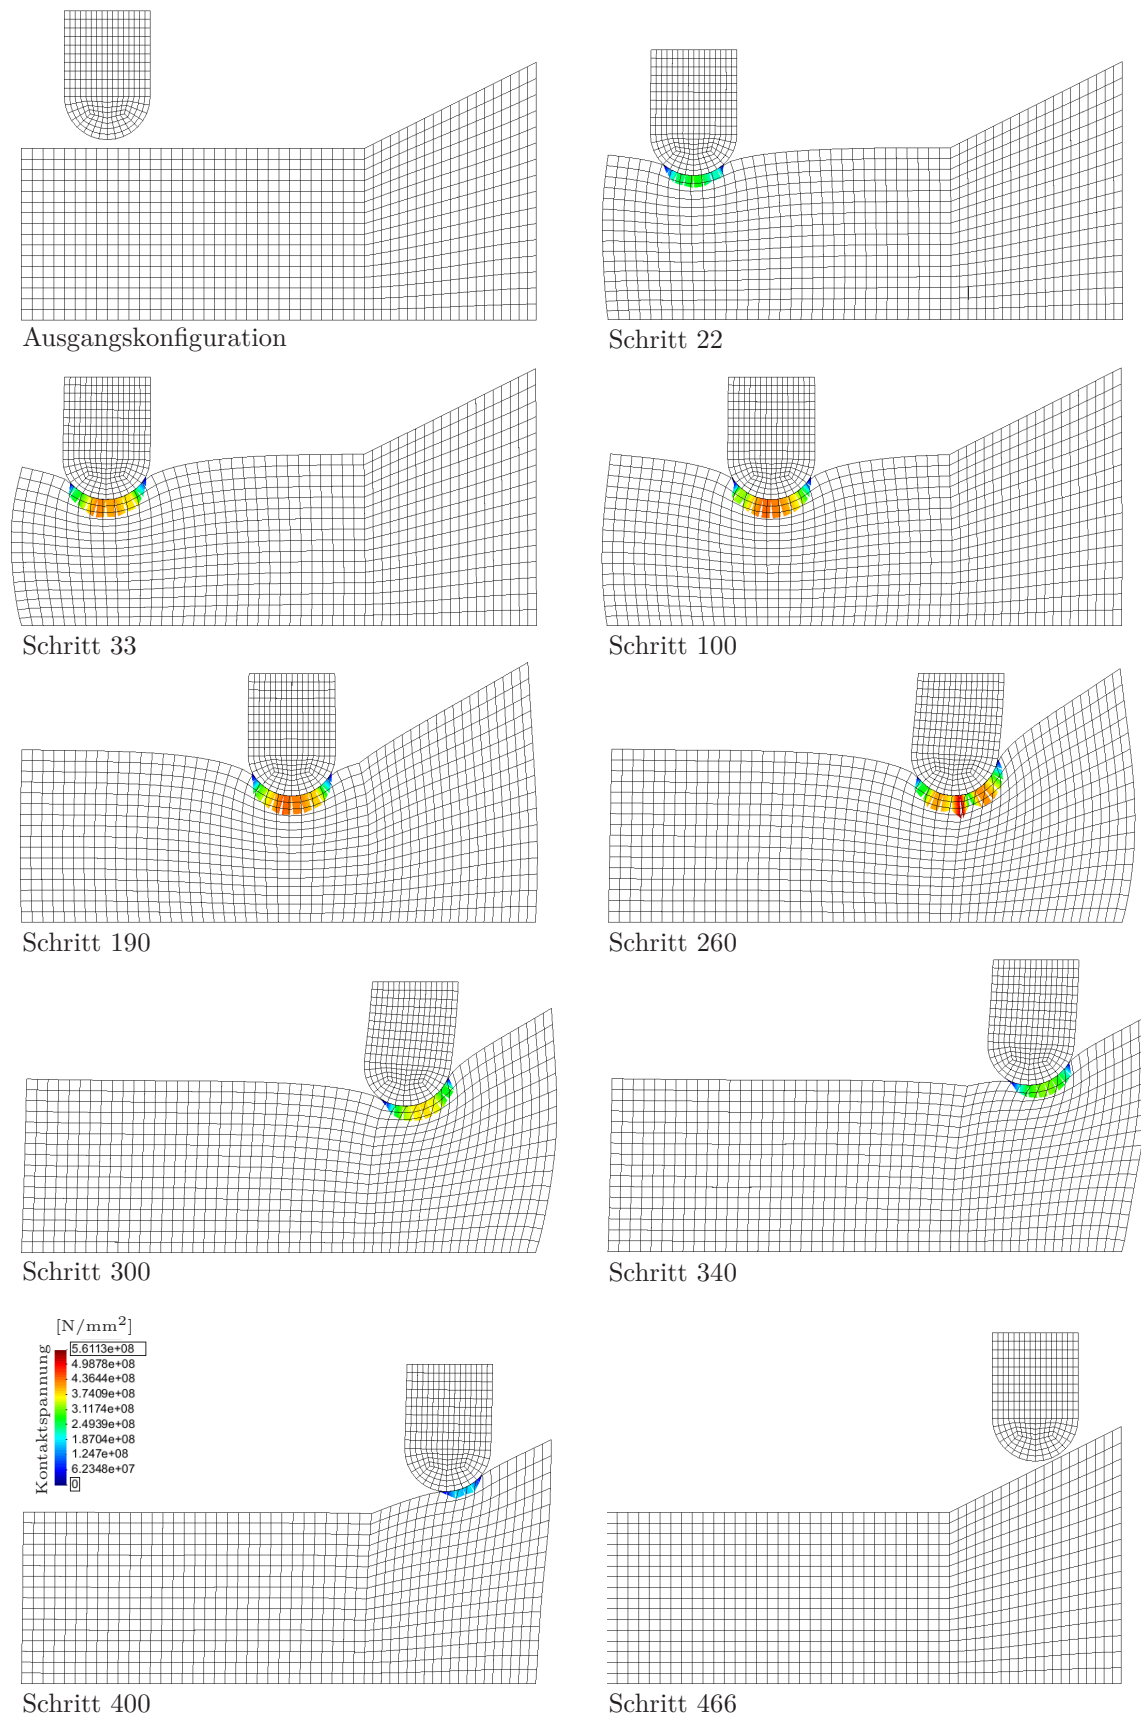 Ausgangskonfiguration
Schritt 22
Schritt 33
Schritt 100
Schritt 190
Schritt 260
Schritt 300
Schritt 340
[N/mm²]
Kontaktspannung
5.6113e+08
4.9878e+08
4.3644e+08
3.7409e+08
3.1174e+08
2.4939e+08
1.8704e+08
1.247e+08
6.2348e+07
0
Schritt 400
Schritt 466